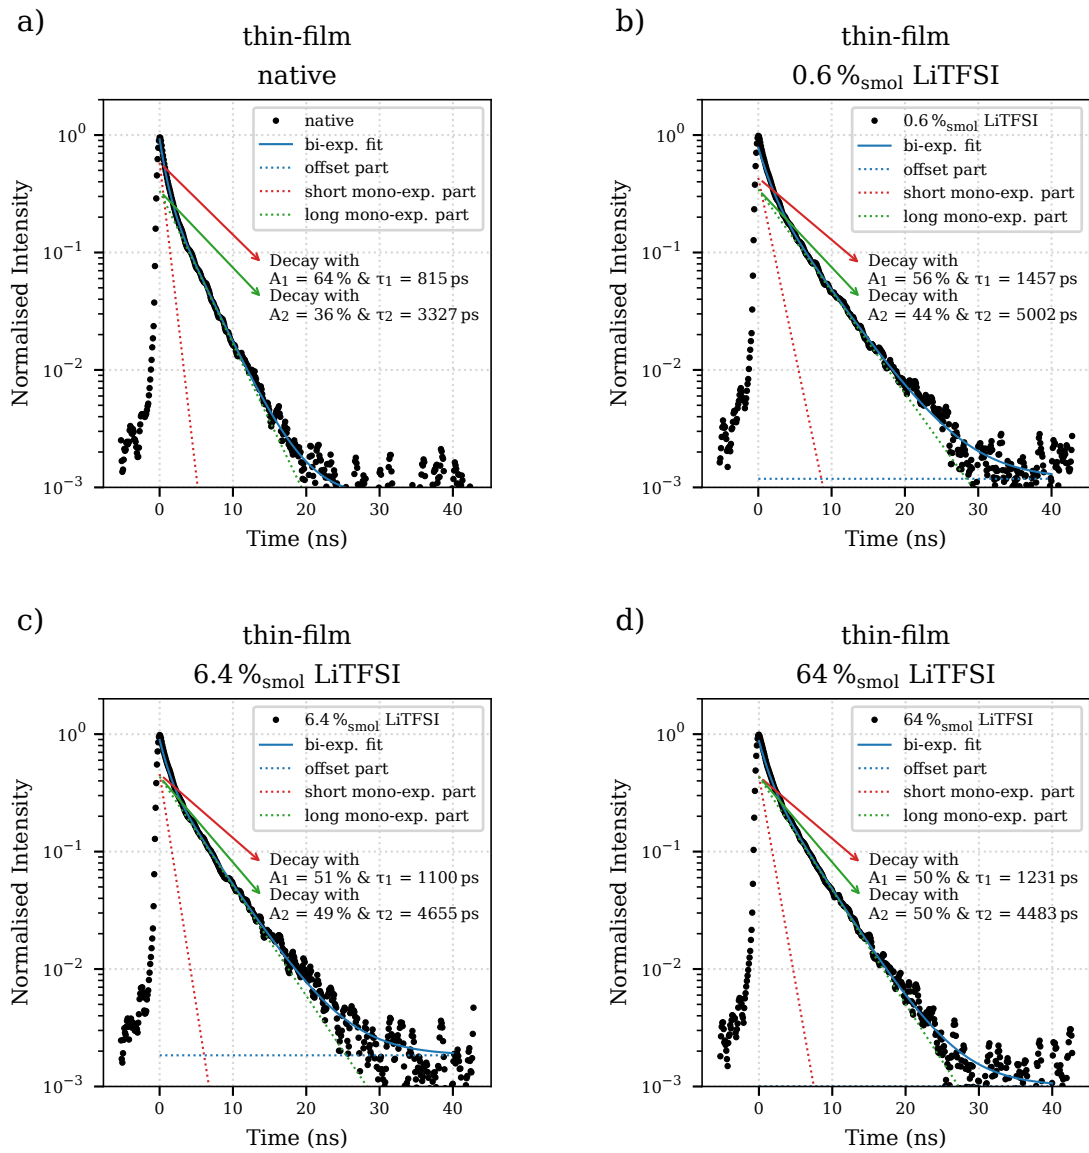 a)
thin-film
native
Normalised Intensity
10⁰
10⁻¹
10⁻²
10⁻³
native
bi-exp. fit
offset part
short mono-exp. part
long mono-exp. part
Decay with
A₁ = 64 % & τ₁ = 815 ps
Decay with
A₂ = 36 % & τ₂ = 3327 ps
0 10 20 30 40
Time (ns)
b)
thin-film
0.6 %smol LiTFSI
Normalised Intensity
10⁰
10⁻¹
10⁻²
10⁻³
0.6 %smol LiTFSI
bi-exp. fit
offset part
short mono-exp. part
long mono-exp. part
Decay with
A₁ = 56 % & τ₁ = 1457 ps
Decay with
A₂ = 44 % & τ₂ = 5002 ps
0 10 20 30 40
Time (ns)
c)
thin-film
6.4 %smol LiTFSI
Normalised Intensity
10⁰
10⁻¹
10⁻²
10⁻³
6.4 %smol LiTFSI
bi-exp. fit
offset part
short mono-exp. part
long mono-exp. part
Decay with
A₁ = 51 % & τ₁ = 1100 ps
Decay with
A₂ = 49 % & τ₂ = 4655 ps
0 10 20 30 40
Time (ns)
d)
thin-film
64 %smol LiTFSI
Normalised Intensity
10⁰
10⁻¹
10⁻²
10⁻³
64 %smol LiTFSI
bi-exp. fit
offset part
short mono-exp. part
long mono-exp. part
Decay with
A₁ = 50 % & τ₁ = 1231 ps
Decay with
A₂ = 50 % & τ₂ = 4483 ps
0 10 20 30 40
Time (ns)